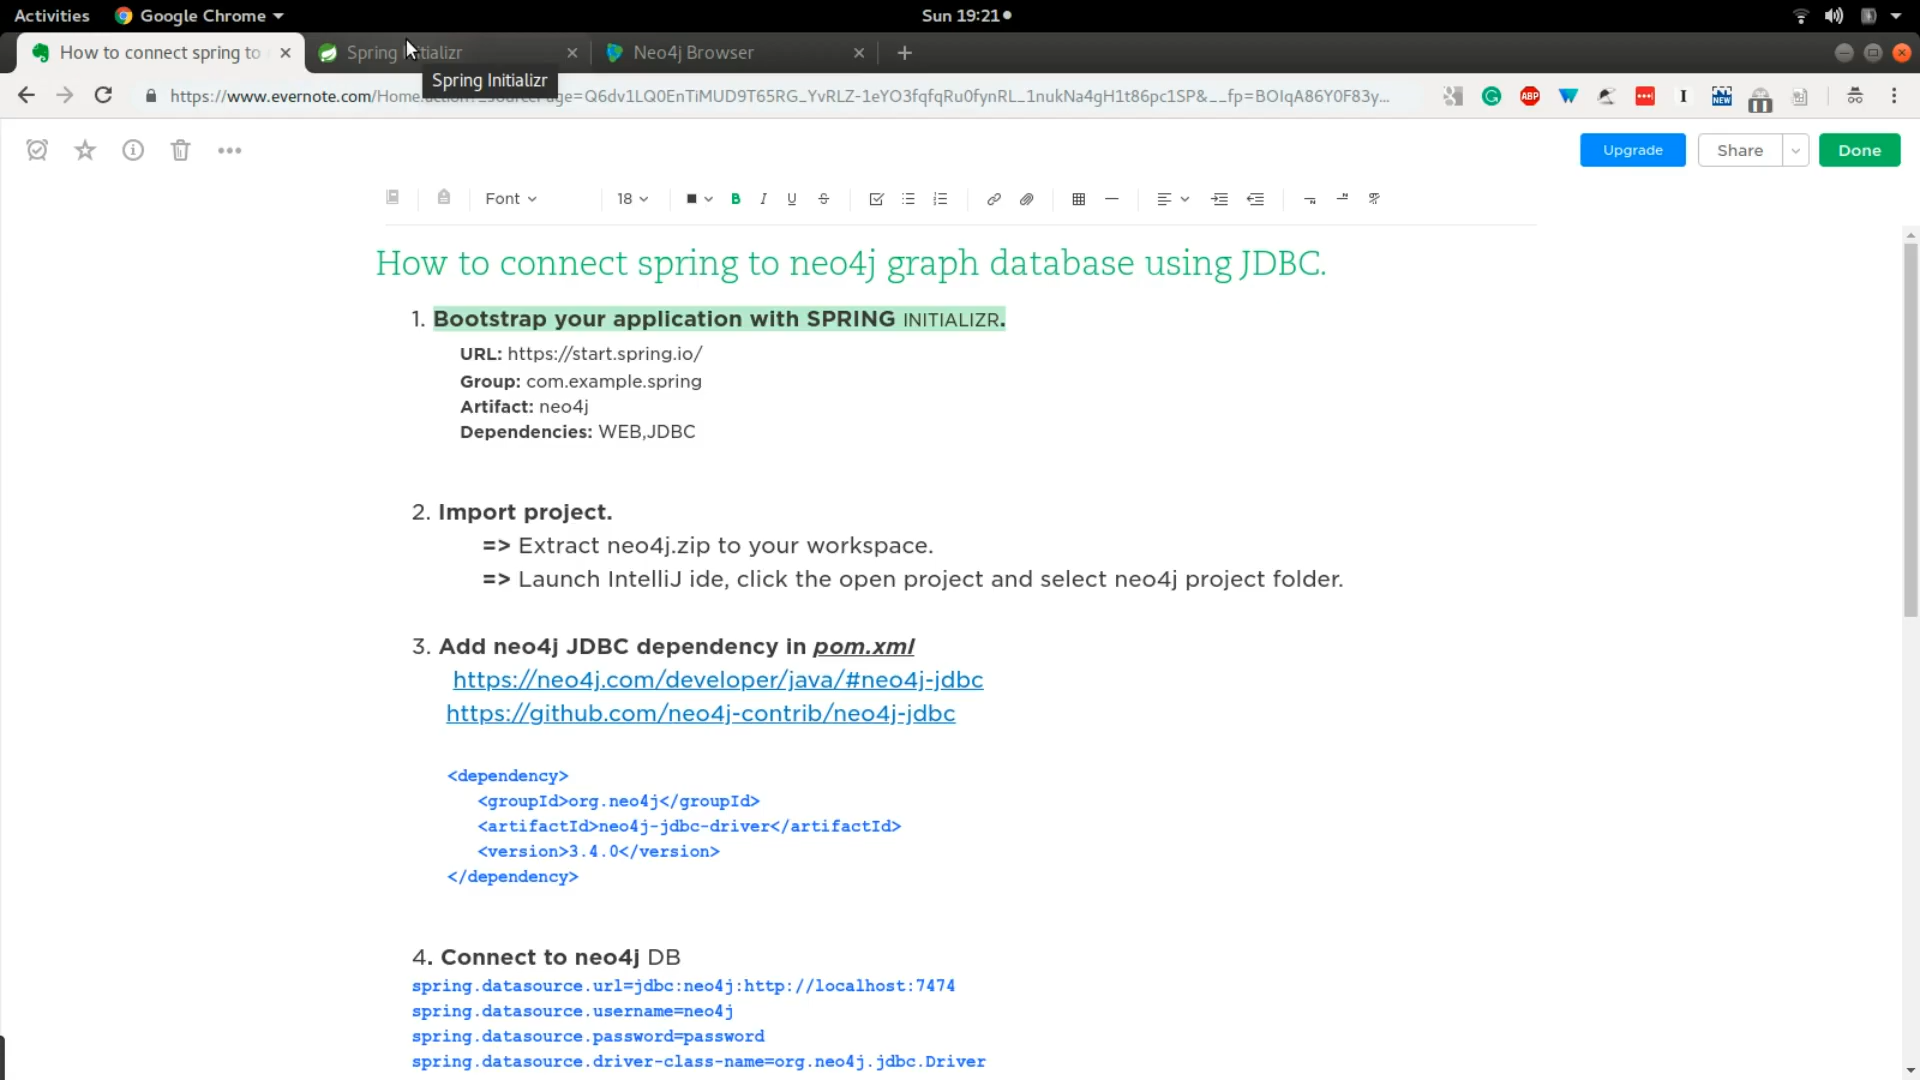 Activities Google Chrome Sun 19:21
How to connect spring to Spring Initializr Neo4j Browser
Spring Initializr
https://www.evernote.com/Home.action?_sourcePage=Q6dv1LQ0EnTiMUD9T65RG_YvRLZ-1eYO3fqfqRu0fynRL_1nukNa4gH1t86pc1SP&__fp=BOIqA86Y0F83y...
Upgrade Share Done
Font 18 B I U S
How to connect spring to neo4j graph database using JDBC.
1. Bootstrap your application with SPRING INITIALIZR.
URL: https://start.spring.io/
Group: com.example.spring
Artifact: neo4j
Dependencies: WEB,JDBC
2. Import project.
=> Extract neo4j.zip to your workspace.
=> Launch IntelliJ ide, click the open project and select neo4j project folder.
3. Add neo4j JDBC dependency in pom.xml
https://neo4j.com/developer/java/#neo4j-jdbc
https://github.com/neo4j-contrib/neo4j-jdbc
<dependency>
<groupId>org.neo4j</groupId>
<artifactId>neo4j-jdbc-driver</artifactId>
<version>3.4.0</version>
</dependency>
4. Connect to neo4j DB
spring.datasource.url=jdbc:neo4j:http://localhost:7474
spring.datasource.username=neo4j
spring.datasource.password=password
spring.datasource.driver-class-name=org.neo4j.jdbc.Driver